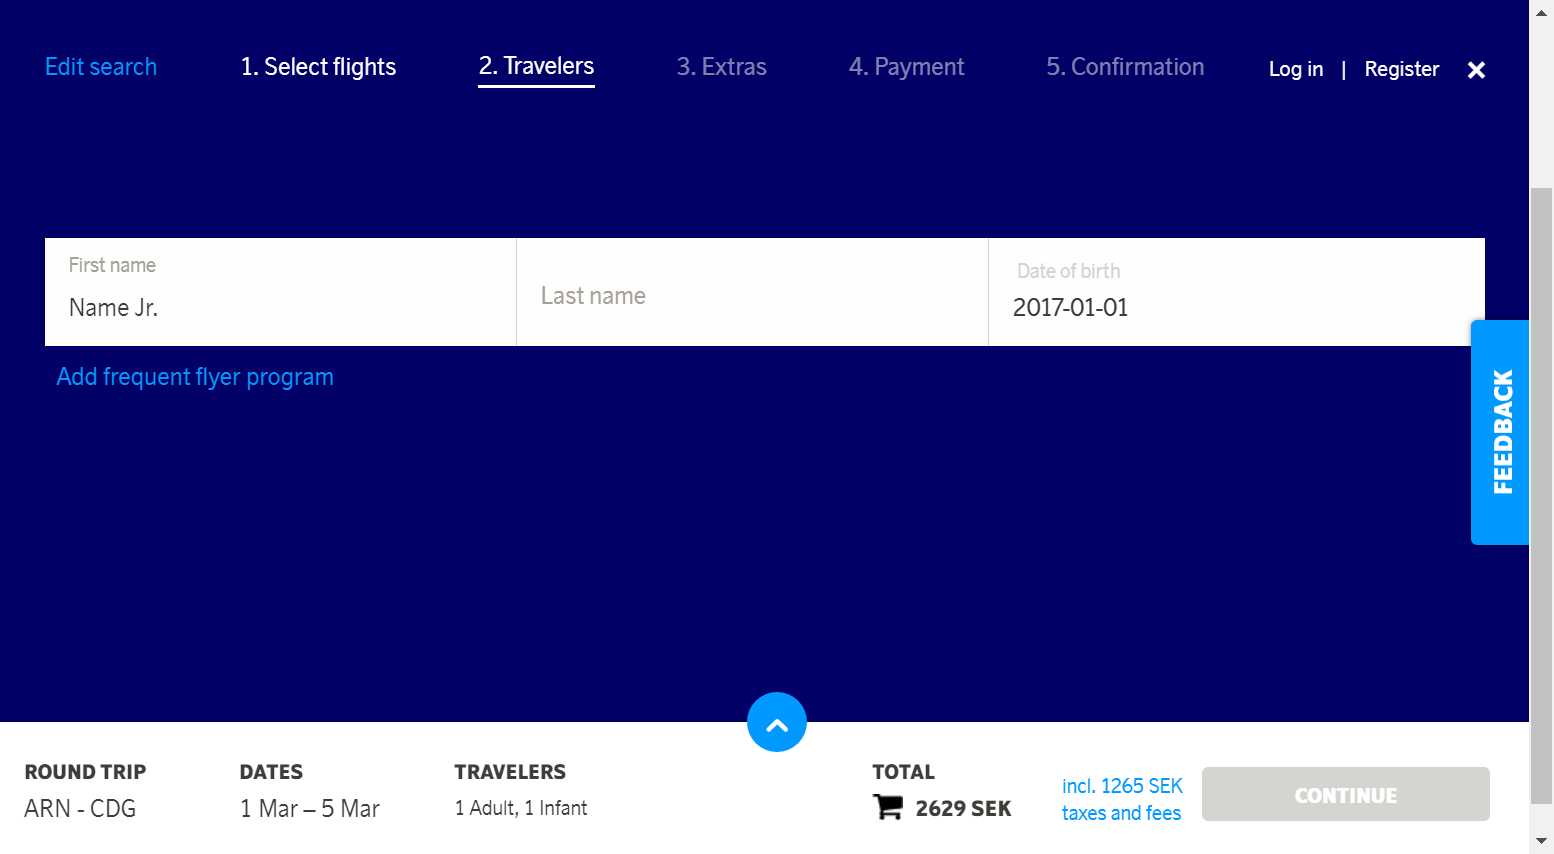 Edit search
1. Select flights
2. Travelers
3. Extras
4. Payment
5. Confirmation
Log in | Register
First name
Name Jr.
Last name
Date of birth
2017-01-01
Add frequent flyer program
FEEDBACK
ROUND TRIP
ARN - CDG
DATES
1 Mar – 5 Mar
TRAVELERS
1 Adult, 1 Infant
TOTAL
2629 SEK
incl. 1265 SEK
taxes and fees
CONTINUE